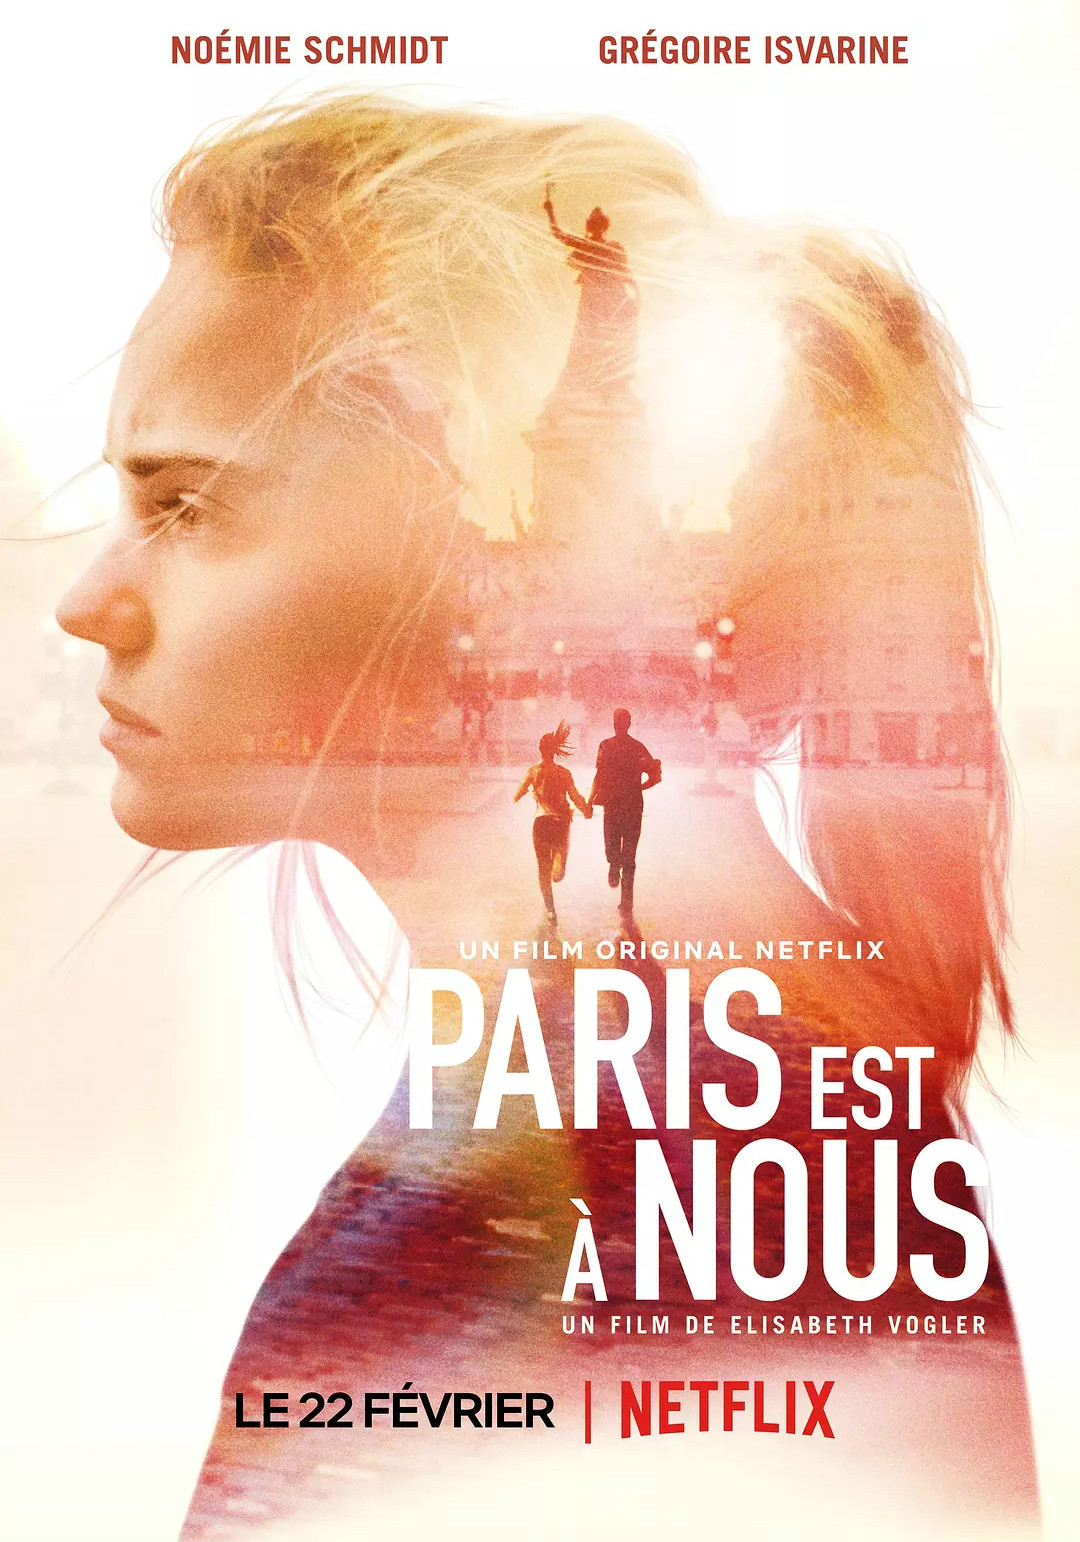 NOÉMIE SCHMIDT GRÉGOIRE ISVARINE
UN FILM ORIGINAL NETFLIX
PARIS EST
À NOUS
UN FILM DE ELISABETH VOGLER
LE 22 FÉVRIER | NETFLIX